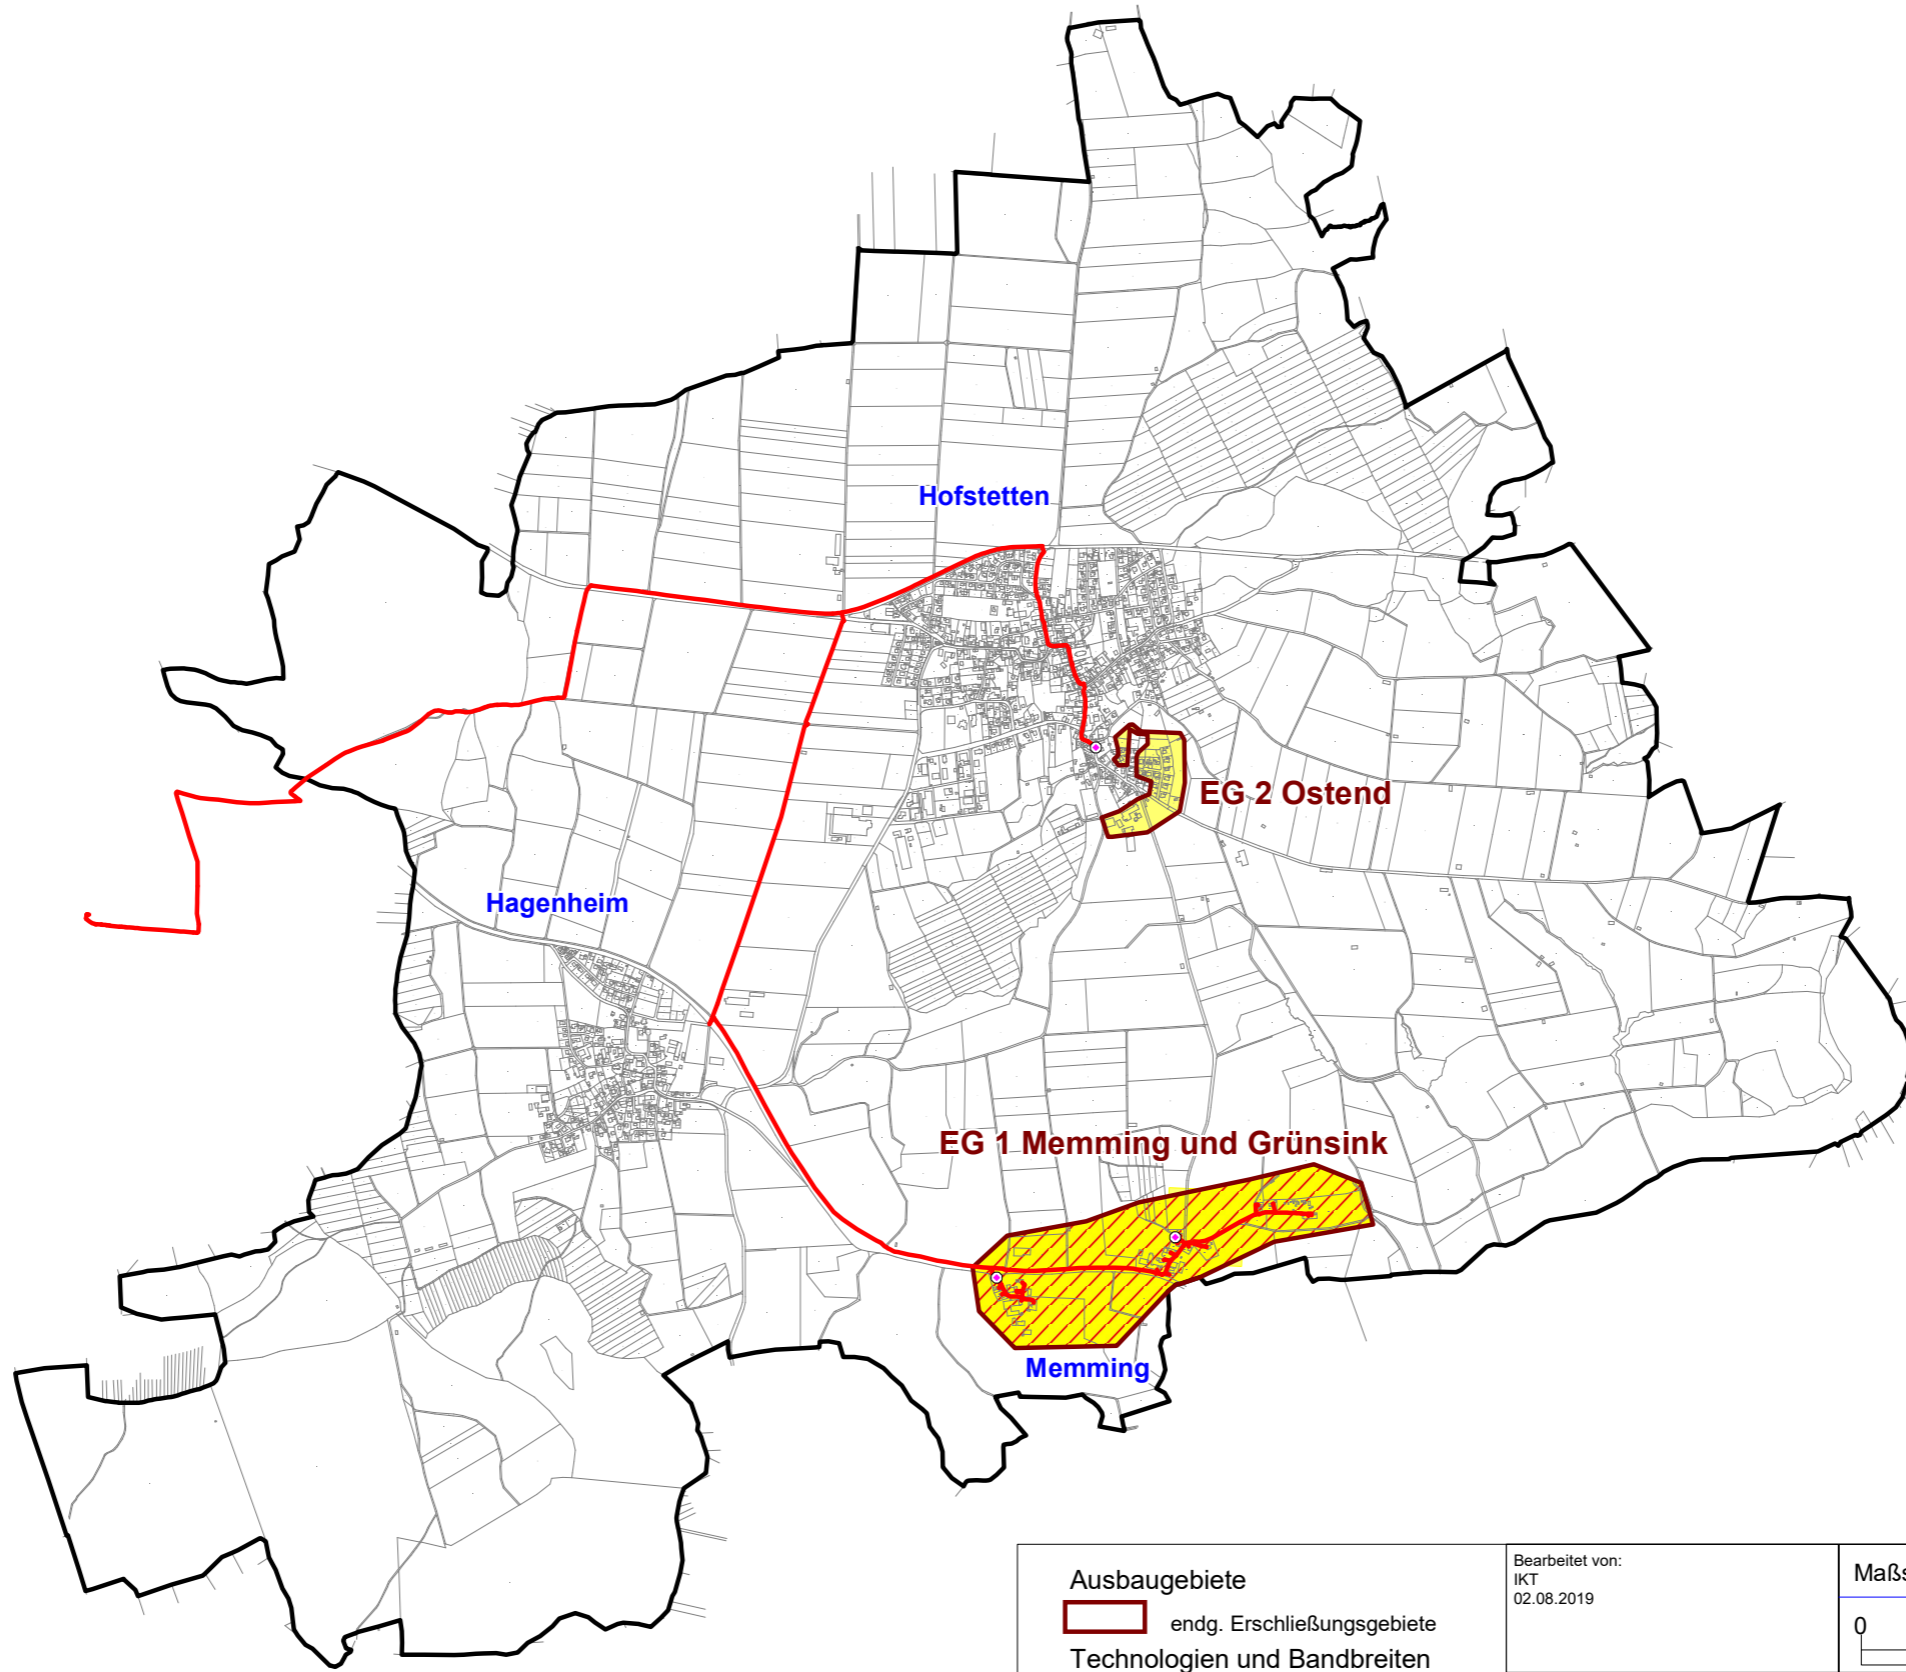 Hofstetten
EG 2 Ostend
Hagenheim
EG 1 Memming und Grünsink
Memming
Ausbaugebiete
endg. Erschließungsgebiete
Technologien und Bandbreiten
Bearbeitet von:
IKT
02.08.2019
Maßs
0